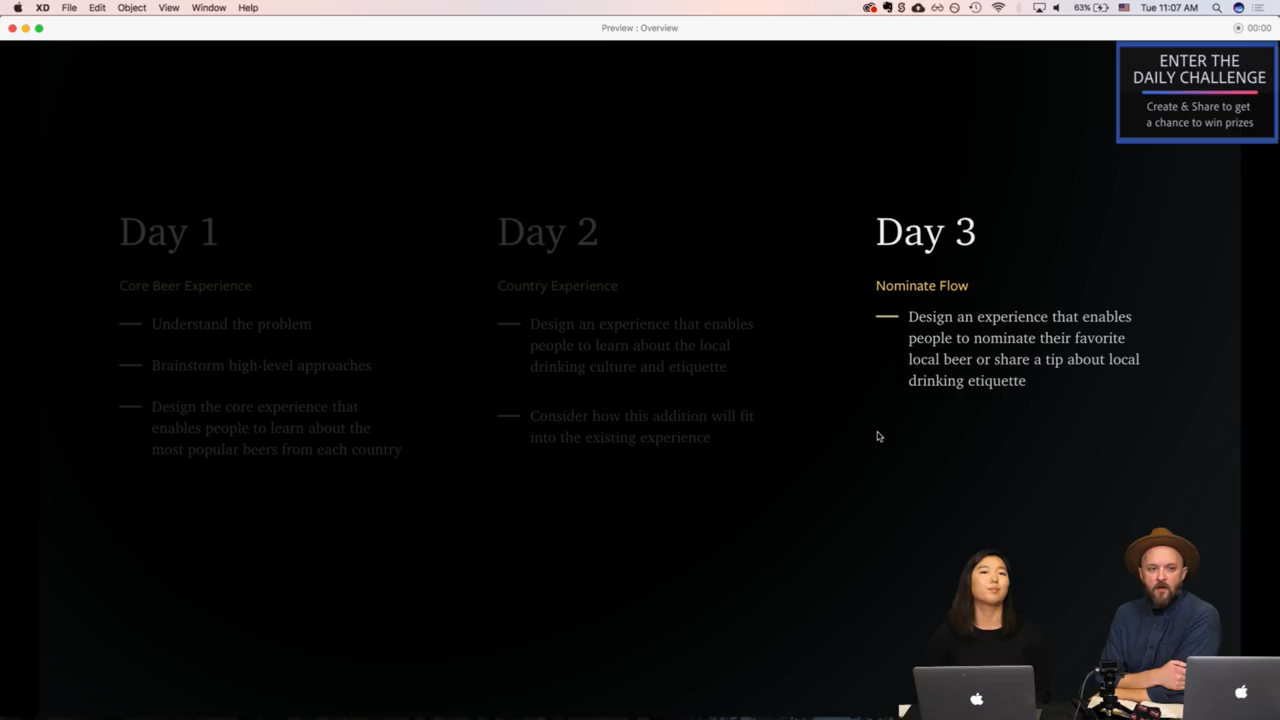 XD File Edit Object View Window Help
63% Tue 11:07 AM
Preview : Overview
00:00
ENTER THE
DAILY CHALLENGE
Create & Share to get
a chance to win prizes
Day 1
Core Beer Experience
Understand the problem
Brainstorm high-level approaches
Design the core experience that
enables people to learn about the
most popular beers from each country
Day 2
Country Experience
Design an experience that enables
people to learn about the local
drinking culture and etiquette
Consider how this addition will fit
into the existing experience
Day 3
Nominate Flow
Design an experience that enables
people to nominate their favorite
local beer or share a tip about local
drinking etiquette